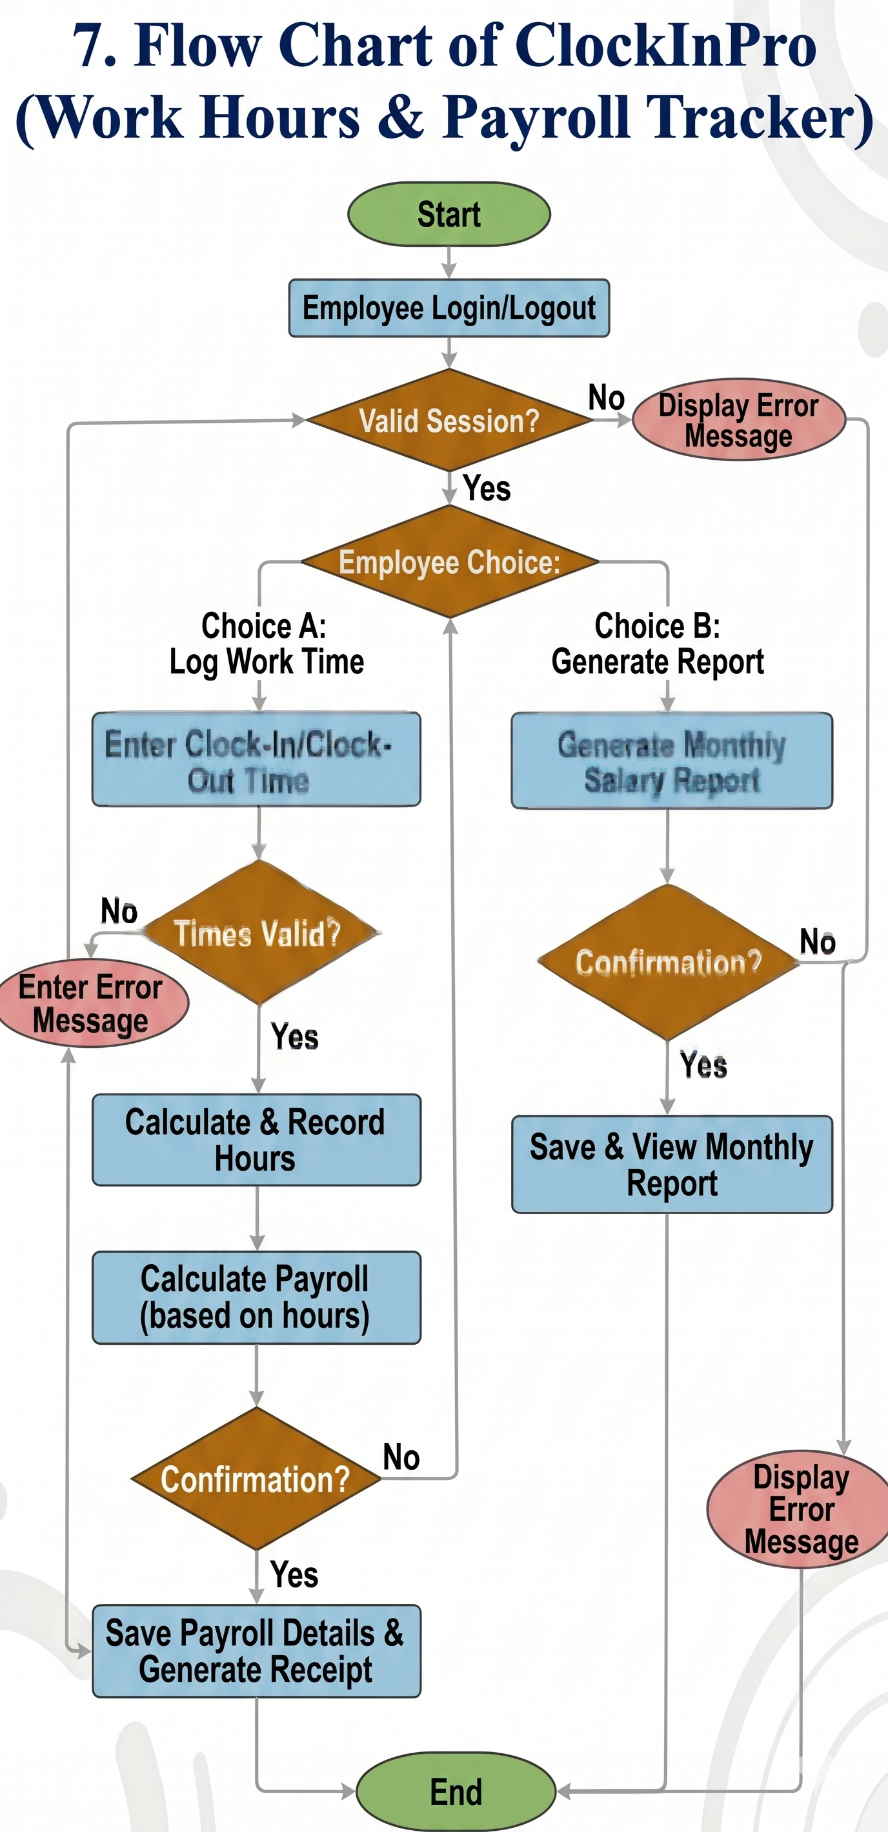 7. Flow Chart of ClockInPro
(Work Hours & Payroll Tracker)
Start
Employee Login/Logout
Valid Session?
No
Display Error
Message
Yes
Employee Choice:
Choice A:
Log Work Time
Choice B:
Generate Report
Enter Clock-In/Clock-
Out Time
Generate Monthly
Salary Report
Times Valid?
No
Enter Error
Message
Yes
Confirmation?
No
Yes
Calculate & Record
Hours
Save & View Monthly
Report
Calculate Payroll
(based on hours)
Confirmation?
No
Yes
Display
Error
Message
Save Payroll Details &
Generate Receipt
End